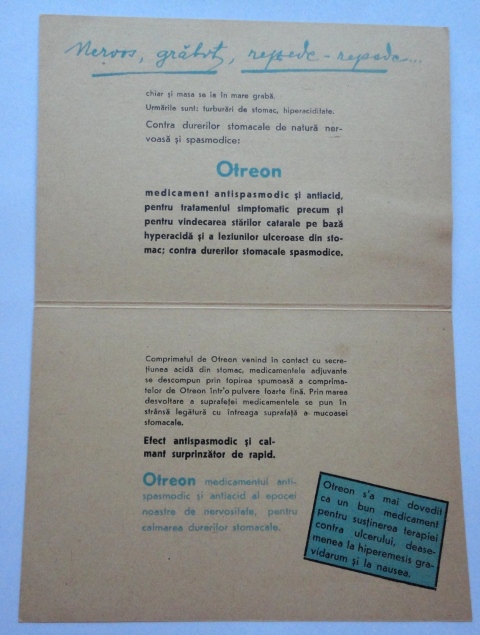 Nervos, grăbit, repede-repede...
chiar și masa se ia în mare grabă.
Urmările sunt: turburări de stomac, hiperaciditate.
Contra durerilor stomacale de natură ner-
voasă și spasmodice:
Otreon
medicament antispasmodic și antiacid,
pentru tratamentul simptomatic precum și
pentru vindecarea stărilor catarale pe bază
hyperacidă și a leziunilor ulceroase din sto-
mac; contra durerilor stomacale spasmodice.
Comprimatul de Otreon venind în contact cu secre-
țiunea acidă din stomac, medicamentele adjuvante
se descompun prin topirea spumoasă a comprima-
telor de Otreon într'o pulvere foarte fină. Prin marea
desvoltare a suprafeței medicamentele se pun în
strânsă legătură cu întreaga suprafață a mucoasei
stomacale.
Efect antispasmodic și cal-
mant surprinzător de rapid.
Otreon medicamentul anti-
spasmodic și antiacid al epocei
noastre de nervositate, pentru
calmarea durerilor stomacale.
Otreon s'a mai dovedit
ca un bun medicament
pentru susținerea terapiei
contra ulcerului, dease-
menea la hiperemesis gra-
vidarum și la nausea.